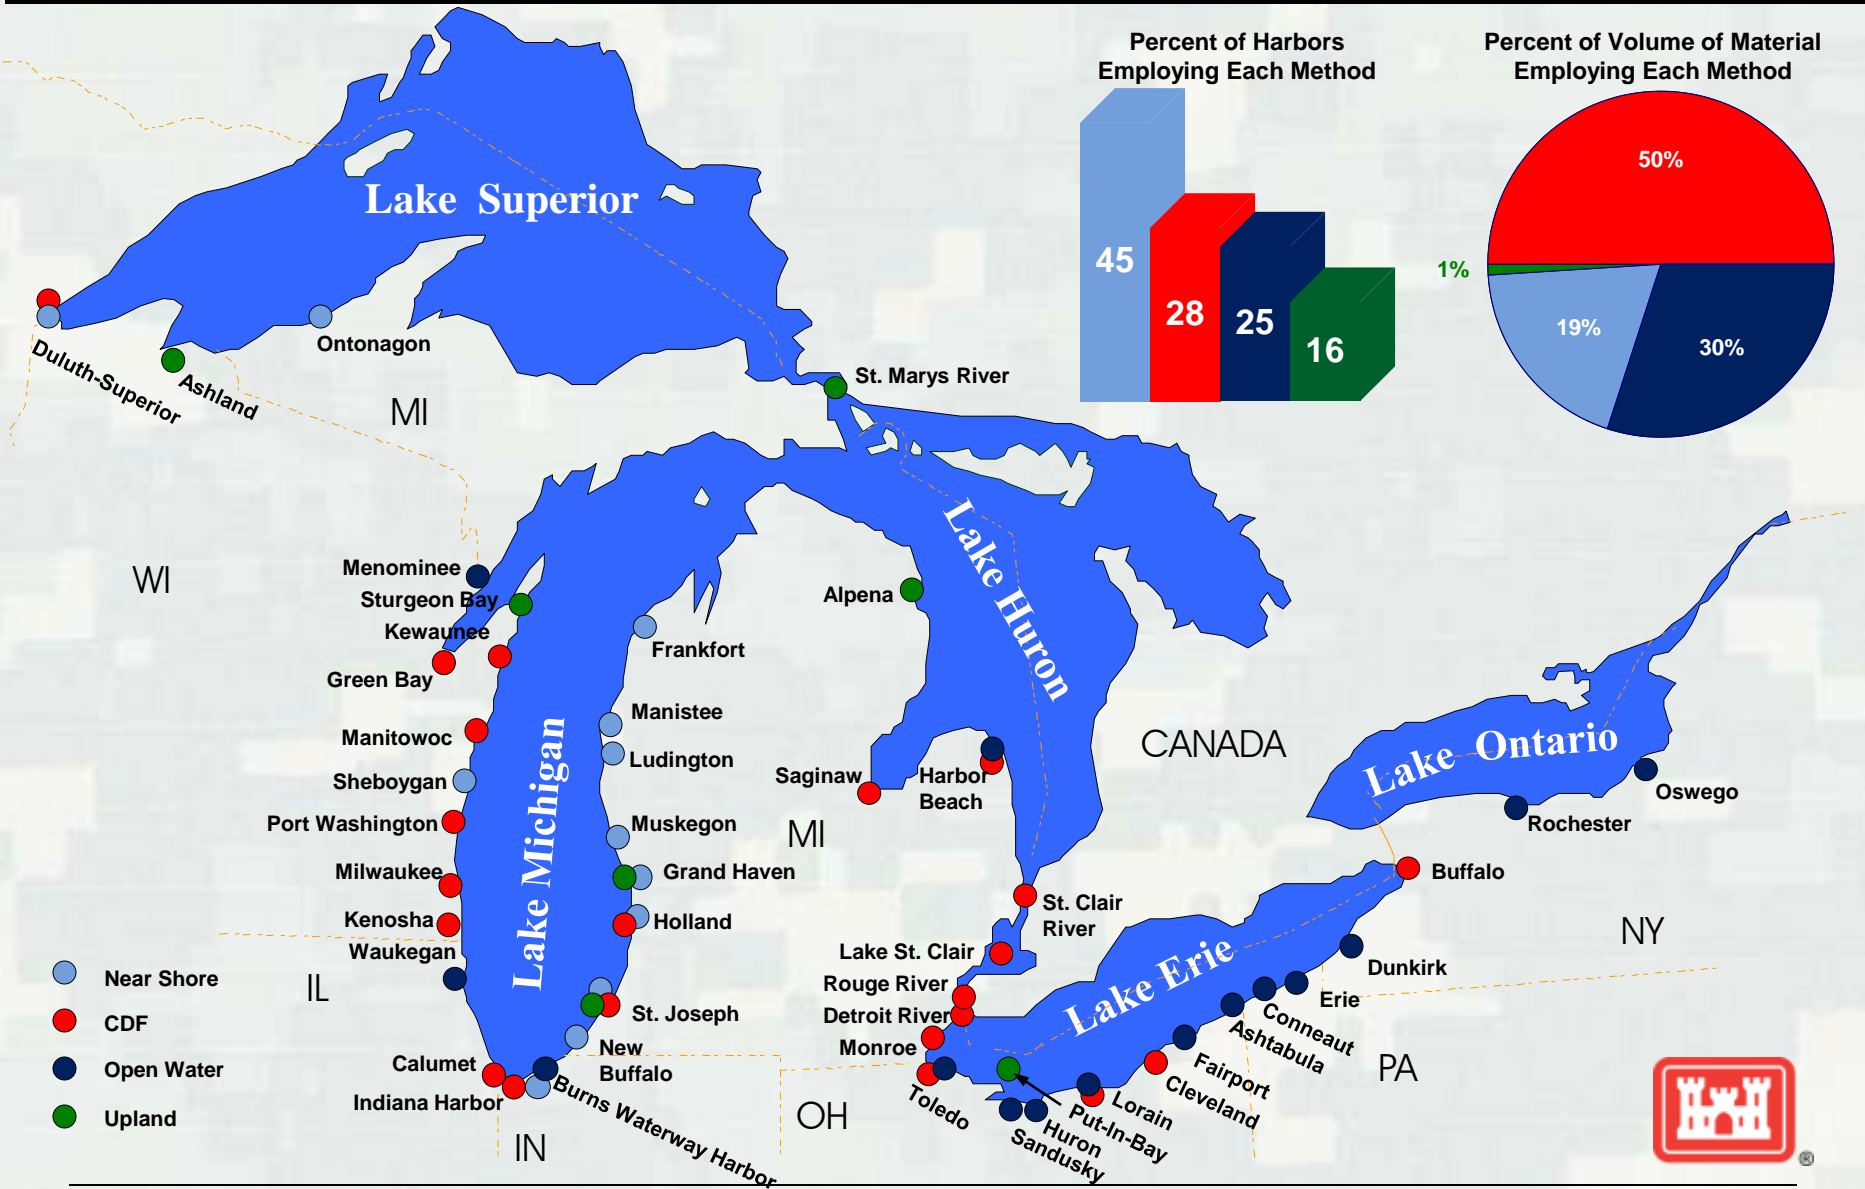 Percent of Harbors
Employing Each Method
45
28
25
16
Percent of Volume of Material
Employing Each Method
50%
1%
19%
30%
Lake Superior
Duluth-Superior
Ashland
Ontonagon
MI
St. Marys River
WI
Menominee
Sturgeon Bay
Kewaunee
Green Bay
Manitowoc
Sheboygan
Port Washington
Milwaukee
Kenosha
Waukegan
Calumet
Indiana Harbor
Lake Michigan
Frankfort
Manistee
Ludington
Muskegon
Grand Haven
Holland
St. Joseph
New
Buffalo
Burns Waterway Harbor
IL
IN
MI
OH
Lake Huron
Alpena
Saginaw
Harbor
Beach
CANADA
St. Clair
River
Lake St. Clair
Rouge River
Detroit River
Monroe
Toledo
Lake Erie
Sandusky
Huron
Put-In-Bay
Lorain
Cleveland
Fairport
Ashtabula
Conneaut
Erie
Dunkirk
Buffalo
PA
NY
Lake Ontario
Rochester
Oswego
Near Shore
CDF
Open Water
Upland
®